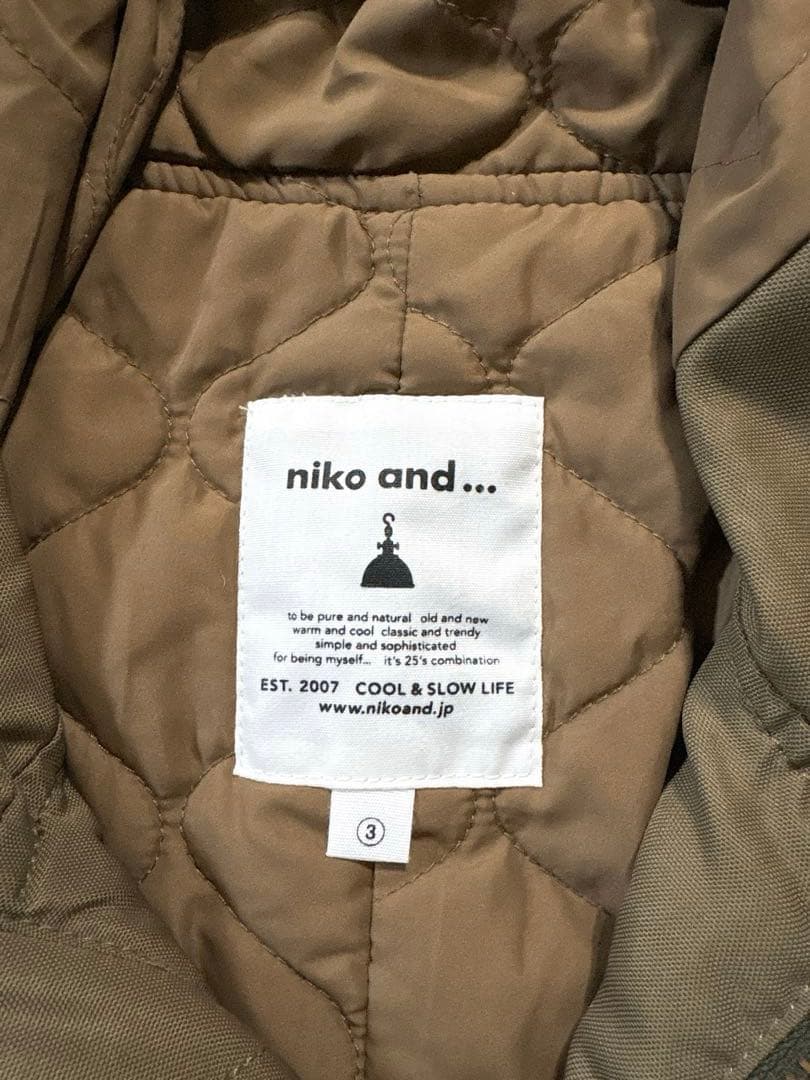 niko and...
to be pure and natural old and new
warm and cool classic and trendy
simple and sophisticated
for being myself... it's 25's combination
EST. 2007 COOL & SLOW LIFE
www.nikoand.jp
3